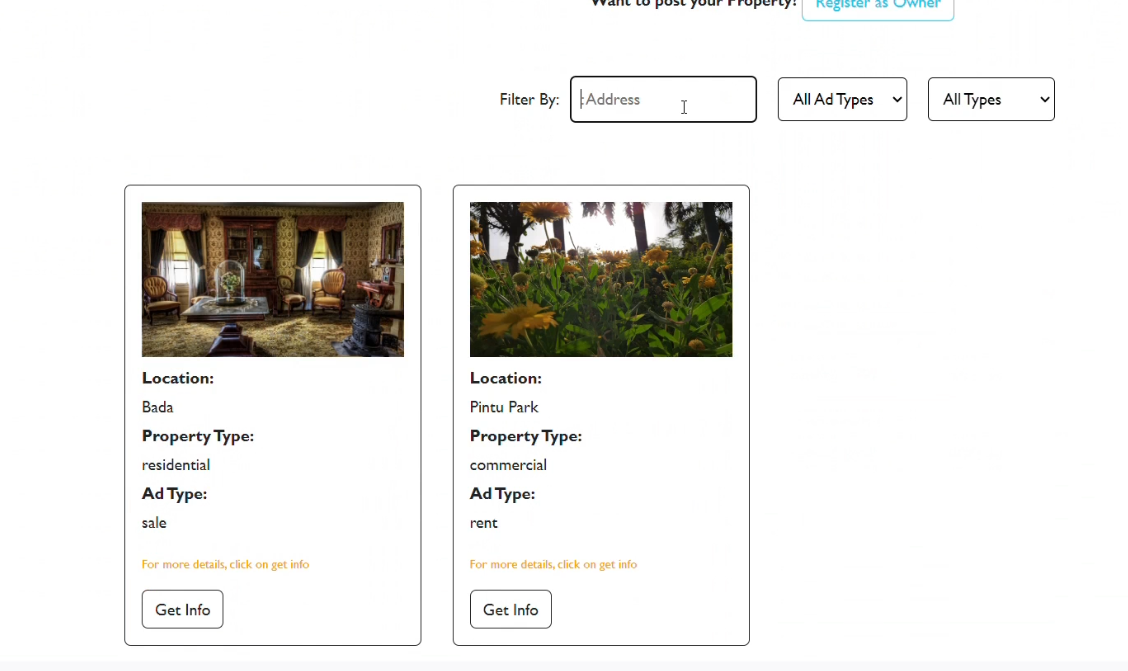 Want to post your Property? Register as Owner
Filter By: :Address All Ad Types All Types
Location:
Bada
Property Type:
residential
Ad Type:
sale
For more details, click on get info
Get Info
Location:
Pintu Park
Property Type:
commercial
Ad Type:
rent
For more details, click on get info
Get Info